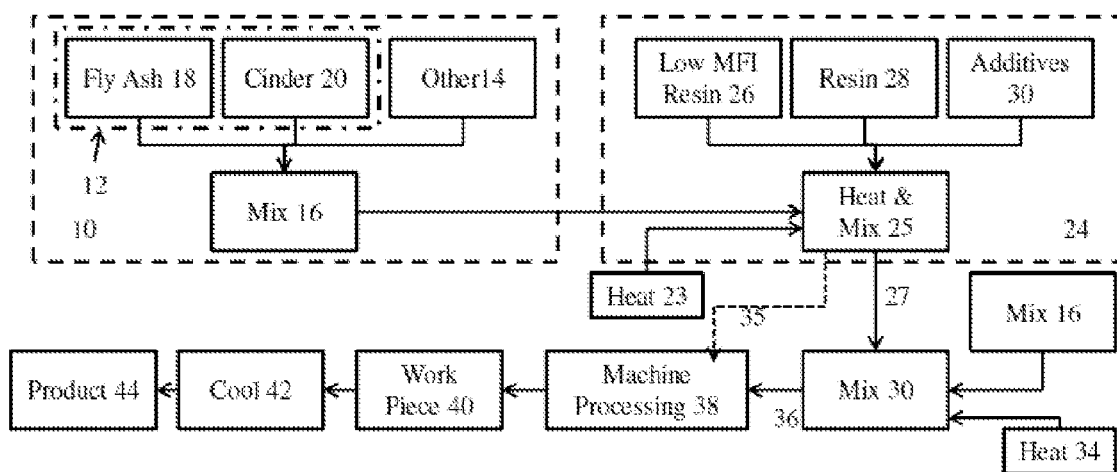 Fly Ash 18
Cinder 20
Other14
12
10
Mix 16
Low MFI
Resin 26
Resin 28
Additives
30
Heat &
Mix 25
24
Heat 23
35
27
Mix 16
Product 44
Cool 42
Work
Piece 40
Machine
Processing 38
36
Mix 30
Heat 34